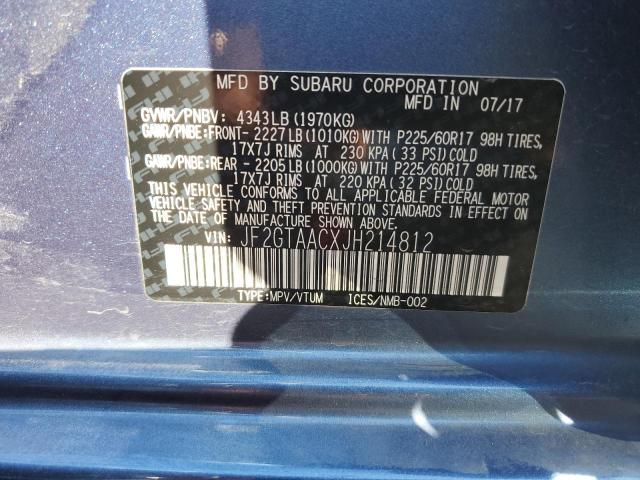 MFD BY SUBARU CORPORATION MFD IN 07/17
GVWR/PNBV: 4343LB(1970KG)
GAWR/PNBE:FRONT- 2227LB(1010KG)WITH P225/60R17 98H TIRES,
17X7J RIMS AT 230 KPA(33 PSI)COLD
GAWR/PNBE:REAR - 2205LB(1000KG)WITH P225/60R17 98H TIRES,
17X7J RIMS AT 220 KPA(32 PSI)COLD
THIS VEHICLE CONFORMS TO ALL APPLICABLE FEDERAL MOTOR
VEHICLE SAFETY AND THEFT PREVENTION STANDARDS IN EFFECT ON
THE DATE OF MANUFACTURE SHOWN ABOVE.
VIN: JF2GTAACXJH214812
TYPE:MPV/VTUM ICES/NMB-002